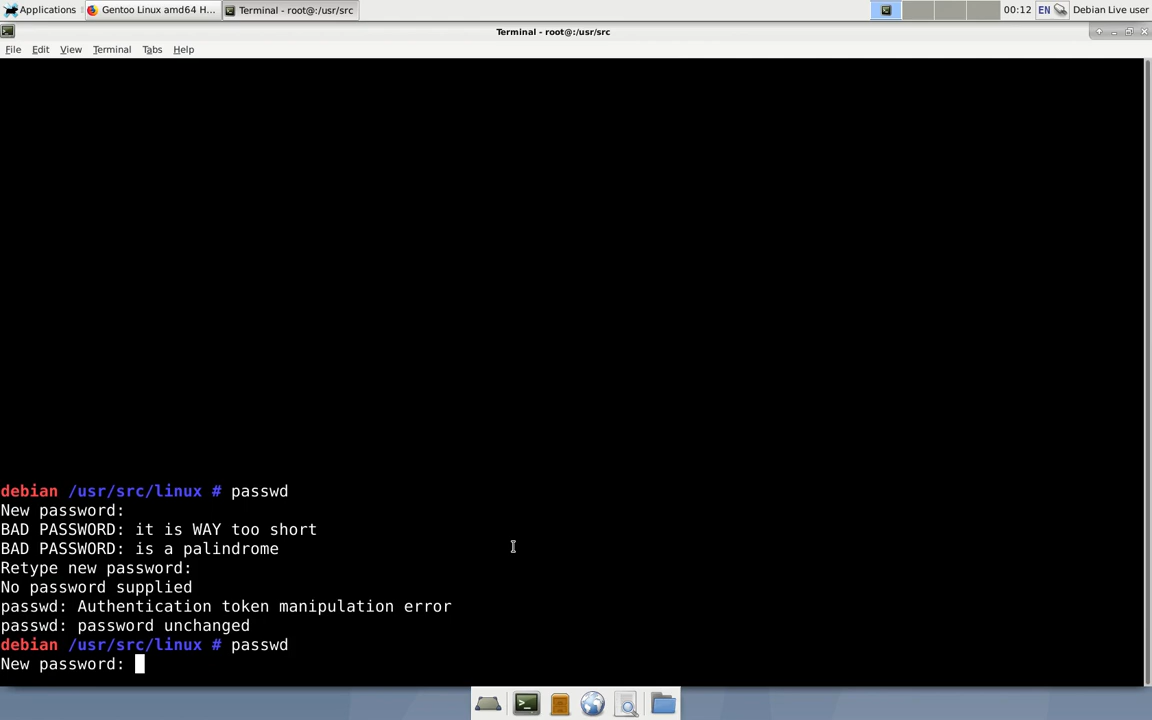 Applications
Gentoo Linux amd64 H...
Terminal - root@:/usr/src
00:12
EN
Debian Live user
Terminal - root@:/usr/src
File Edit View Terminal Tabs Help
debian /usr/src/linux # passwd
New password:
BAD PASSWORD: it is WAY too short
BAD PASSWORD: is a palindrome
Retype new password:
No password supplied
passwd: Authentication token manipulation error
passwd: password unchanged
debian /usr/src/linux # passwd
New password: